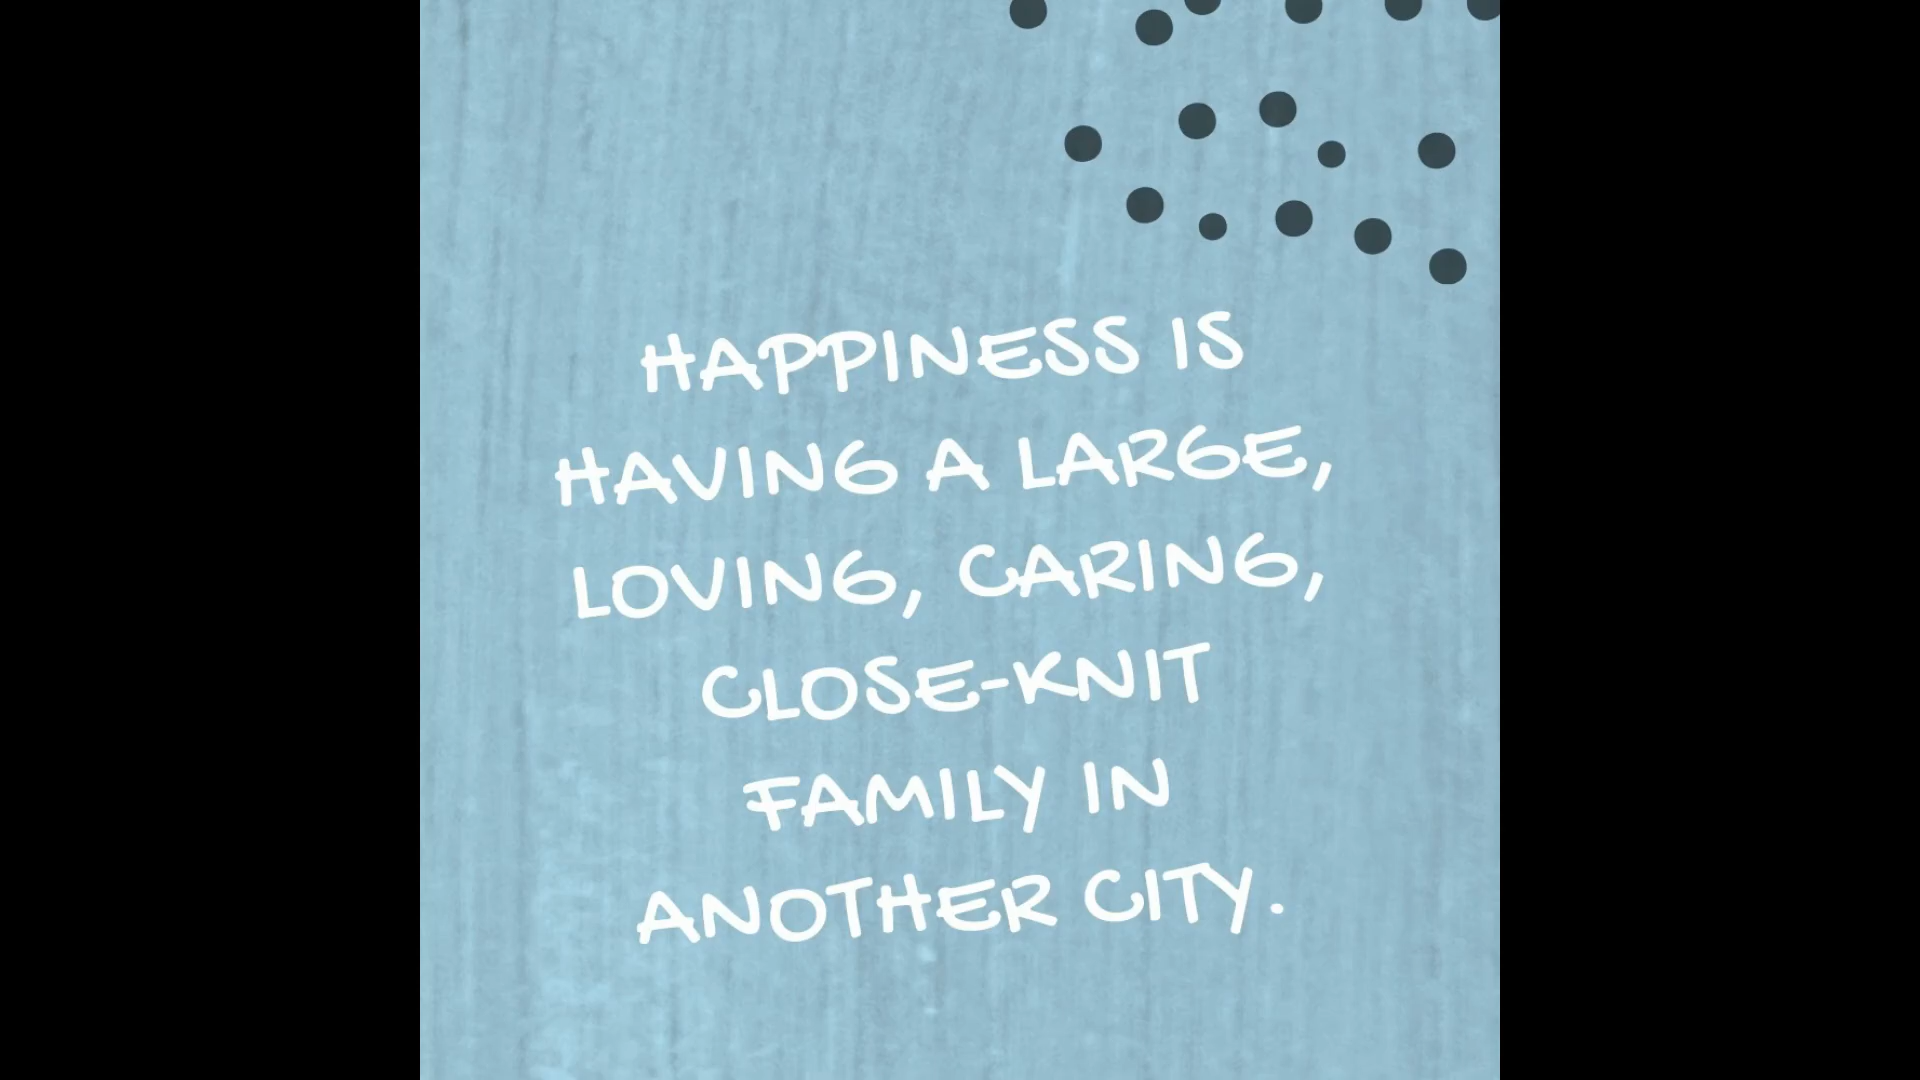 HAPPINESS IS
HAVING A LARGE,
LOVING, CARING,
CLOSE-KNIT
FAMILY IN
ANOTHER CITY.